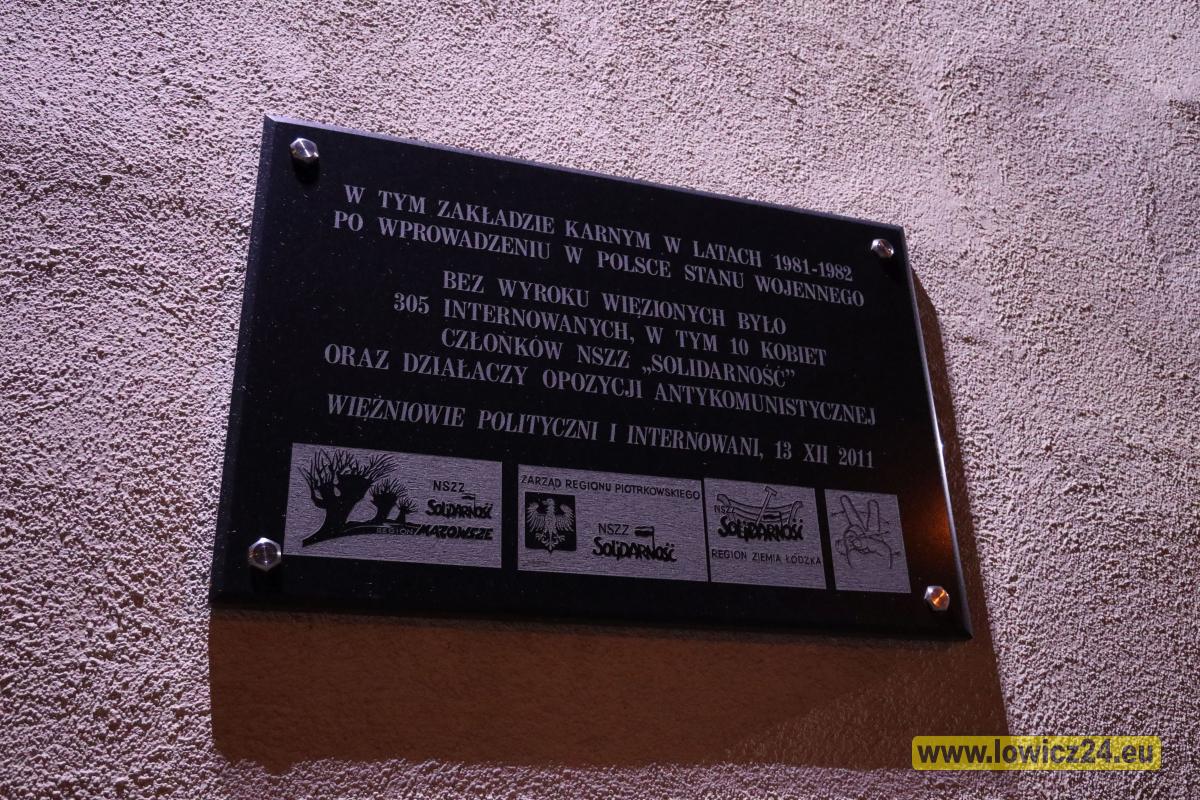 W TYM ZAKŁADZIE KARNYM W LATACH 1981-1982
PO WPROWADZENIU W POLSCE STANU WOJENNEGO
BEZ WYROKU WIĘZIONYCH BYŁO
305 INTERNOWANYCH, W TYM 10 KOBIET
CZŁONKÓW NSZZ „SOLIDARNOŚĆ”
ORAZ DZIAŁACZY OPOZYCJI ANTYKOMUNISTYCZNEJ
WIĘŹNIOWIE POLITYCZNI I INTERNOWANI, 13 XII 2011
NSZZ
SOLIDARNOŚĆ
REGION MAZOWSZE
ZARZĄD REGIONU PIOTRKOWSKIEGO
NSZZ
SOLIDARNOŚĆ
NSZZ
SOLIDARNOŚĆ
REGION ZIEMIA ŁÓDZKA
www.lowicz24.eu